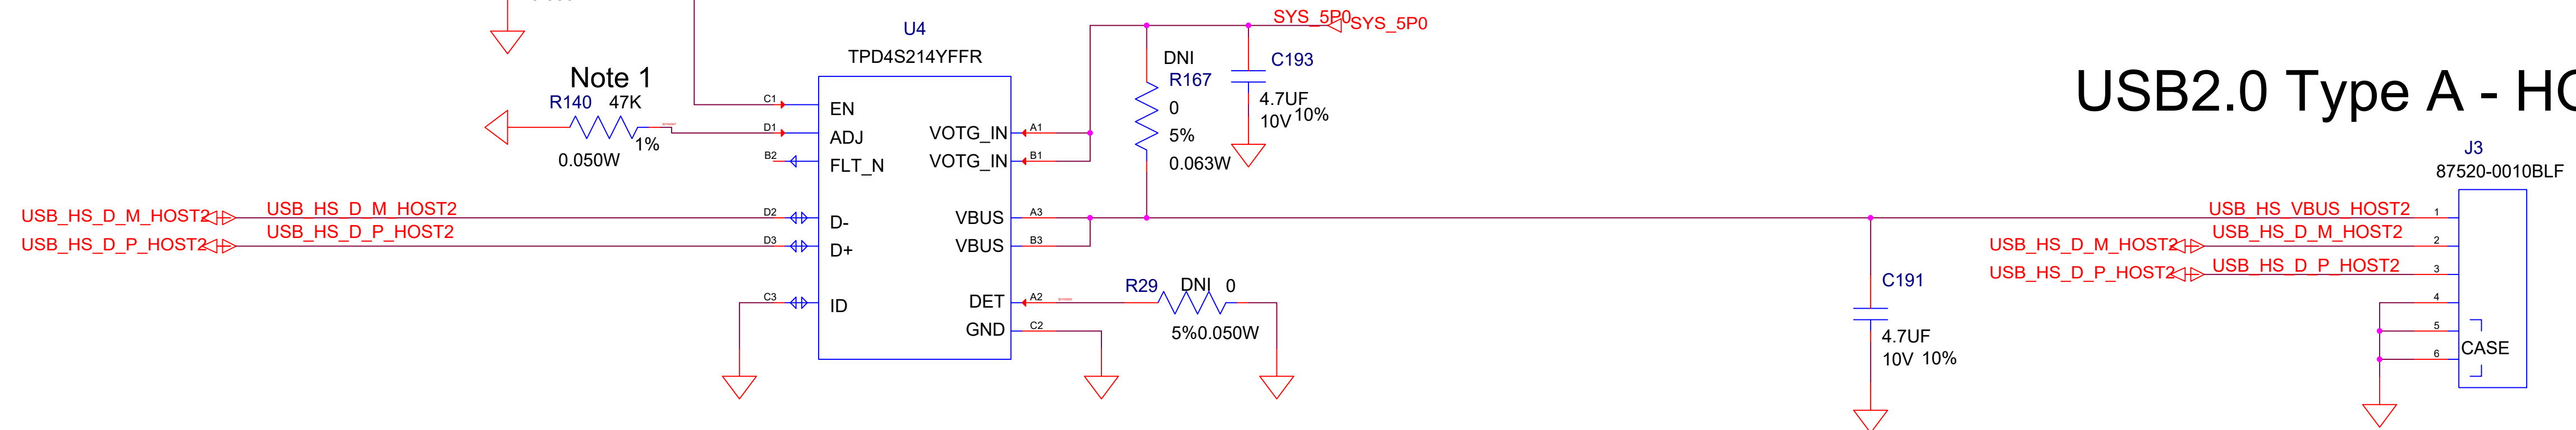 U4
TPD4S214YFFR
Note 1
R140 47K
1%
0.050W
C1
D1
B2
D2
D3
C3
EN
ADJ
FLT_N
D-
D+
ID
VOTG_IN
VOTG_IN
VBUS
VBUS
DET
GND
A1
B1
A3
B3
A2
C2
USB_HS_D_M_HOST2
USB_HS_D_M_HOST2
USB_HS_D_P_HOST2
USB_HS_D_P_HOST2
SYS_5P0
SYS_5P0
DNI
R167
0
5%
0.063W
C193
4.7UF
10V 10%
R29 DNI 0
5% 0.050W
C191
4.7UF
10V 10%
USB2.0 Type A - HO
J3
87520-0010BLF
USB_HS_VBUS_HOST2
USB_HS_D_M_HOST2
USB_HS_D_M_HOST2
USB_HS_D_P_HOST2
USB_HS_D_P_HOST2
1
2
3
4
5
6
CASE